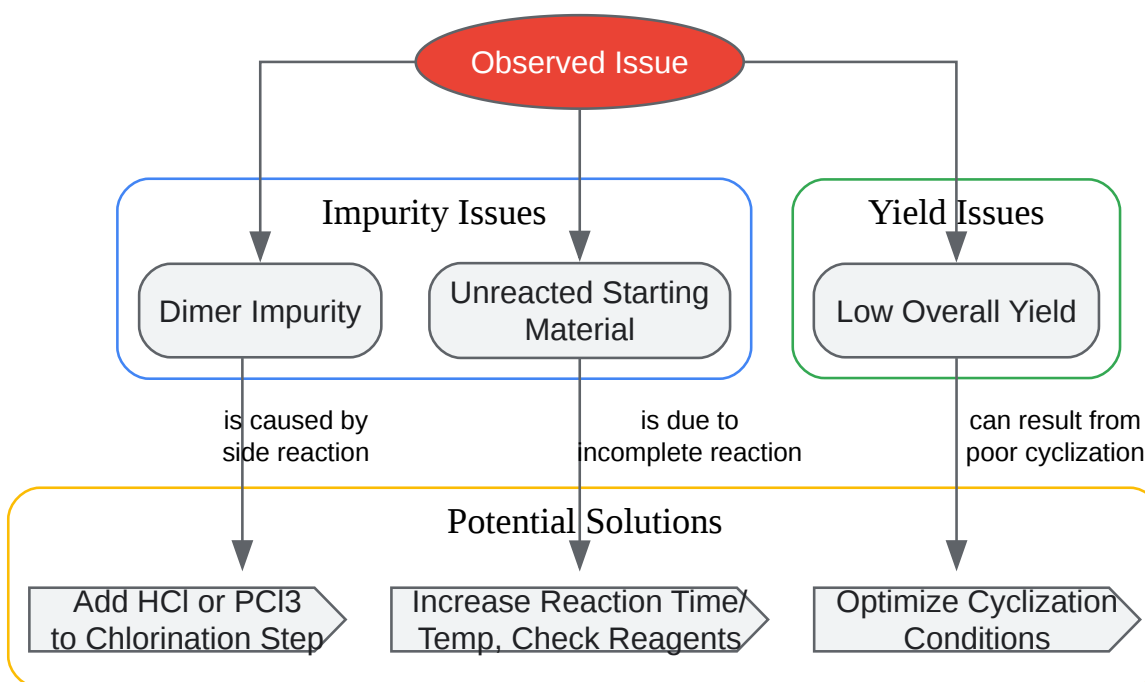 Observed Issue
Impurity Issues
Yield Issues
Dimer Impurity
Unreacted Starting
Material
Low Overall Yield
is caused by
side reaction
is due to
incomplete reaction
can result from
poor cyclization
Potential Solutions
Add HCl or PCl3
to Chlorination Step
Increase Reaction Time/
Temp, Check Reagents
Optimize Cyclization
Conditions